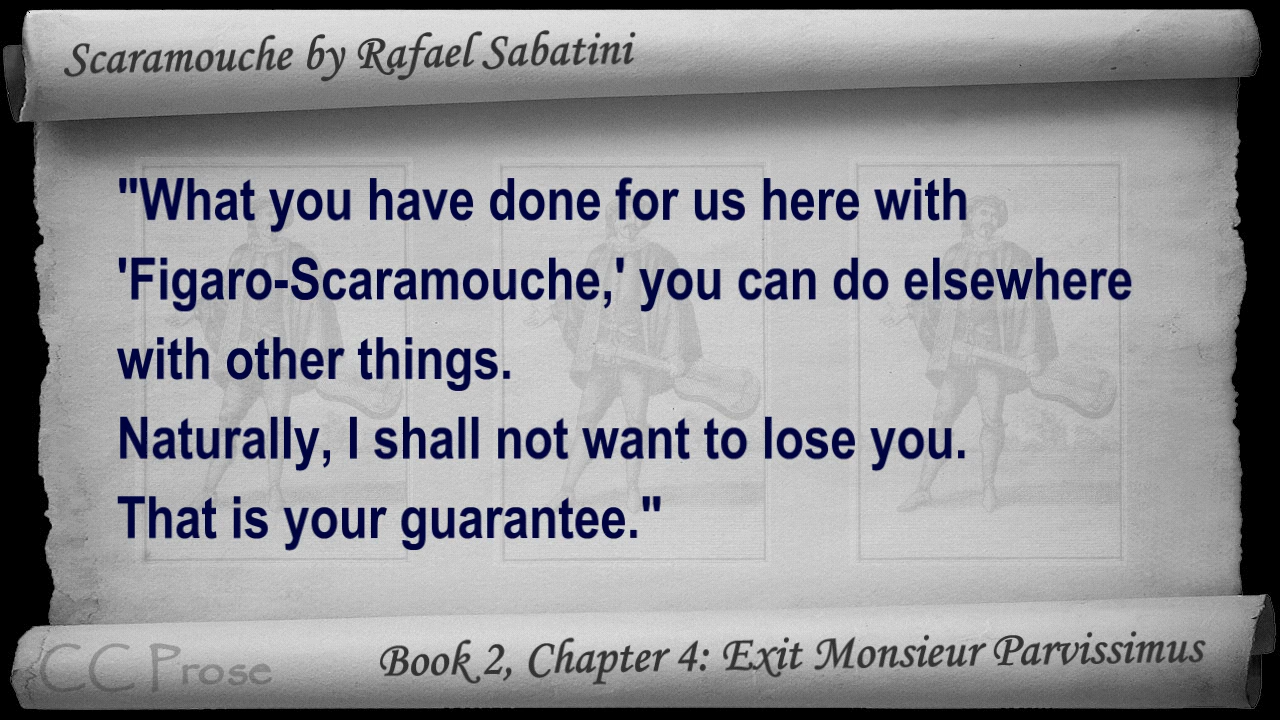 Scaramouche by Rafael Sabatini
"What you have done for us here with
'Figaro-Scaramouche,' you can do elsewhere
with other things.
Naturally, I shall not want to lose you.
That is your guarantee."
CC Prose
Book 2, Chapter 4: Exit Monsieur Parvissimus